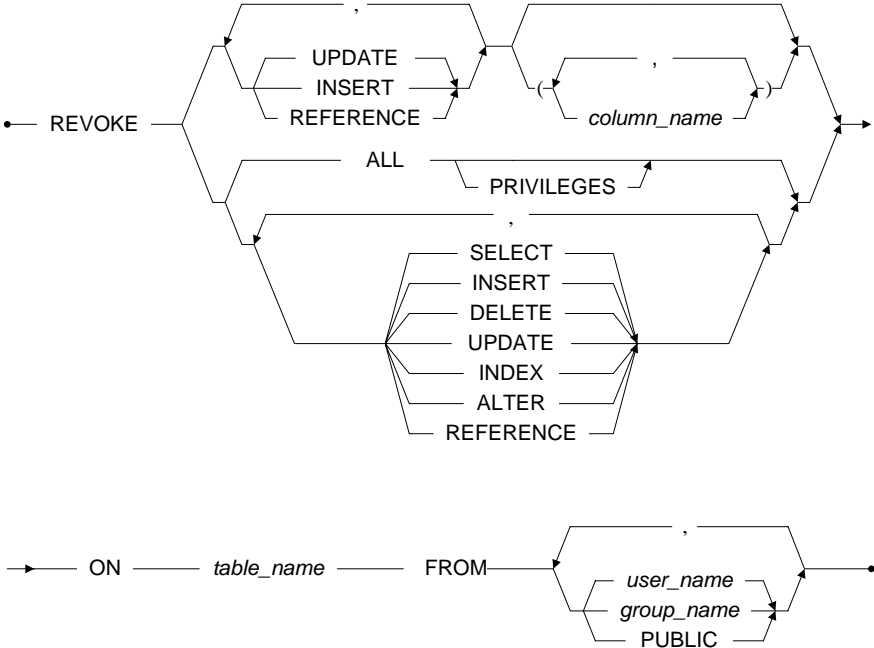 ,
UPDATE
INSERT
REFERENCE
( , )
column_name
REVOKE
ALL
PRIVILEGES
,
SELECT
INSERT
DELETE
UPDATE
INDEX
ALTER
REFERENCE
,
ON table_name FROM
user_name
group_name
PUBLIC